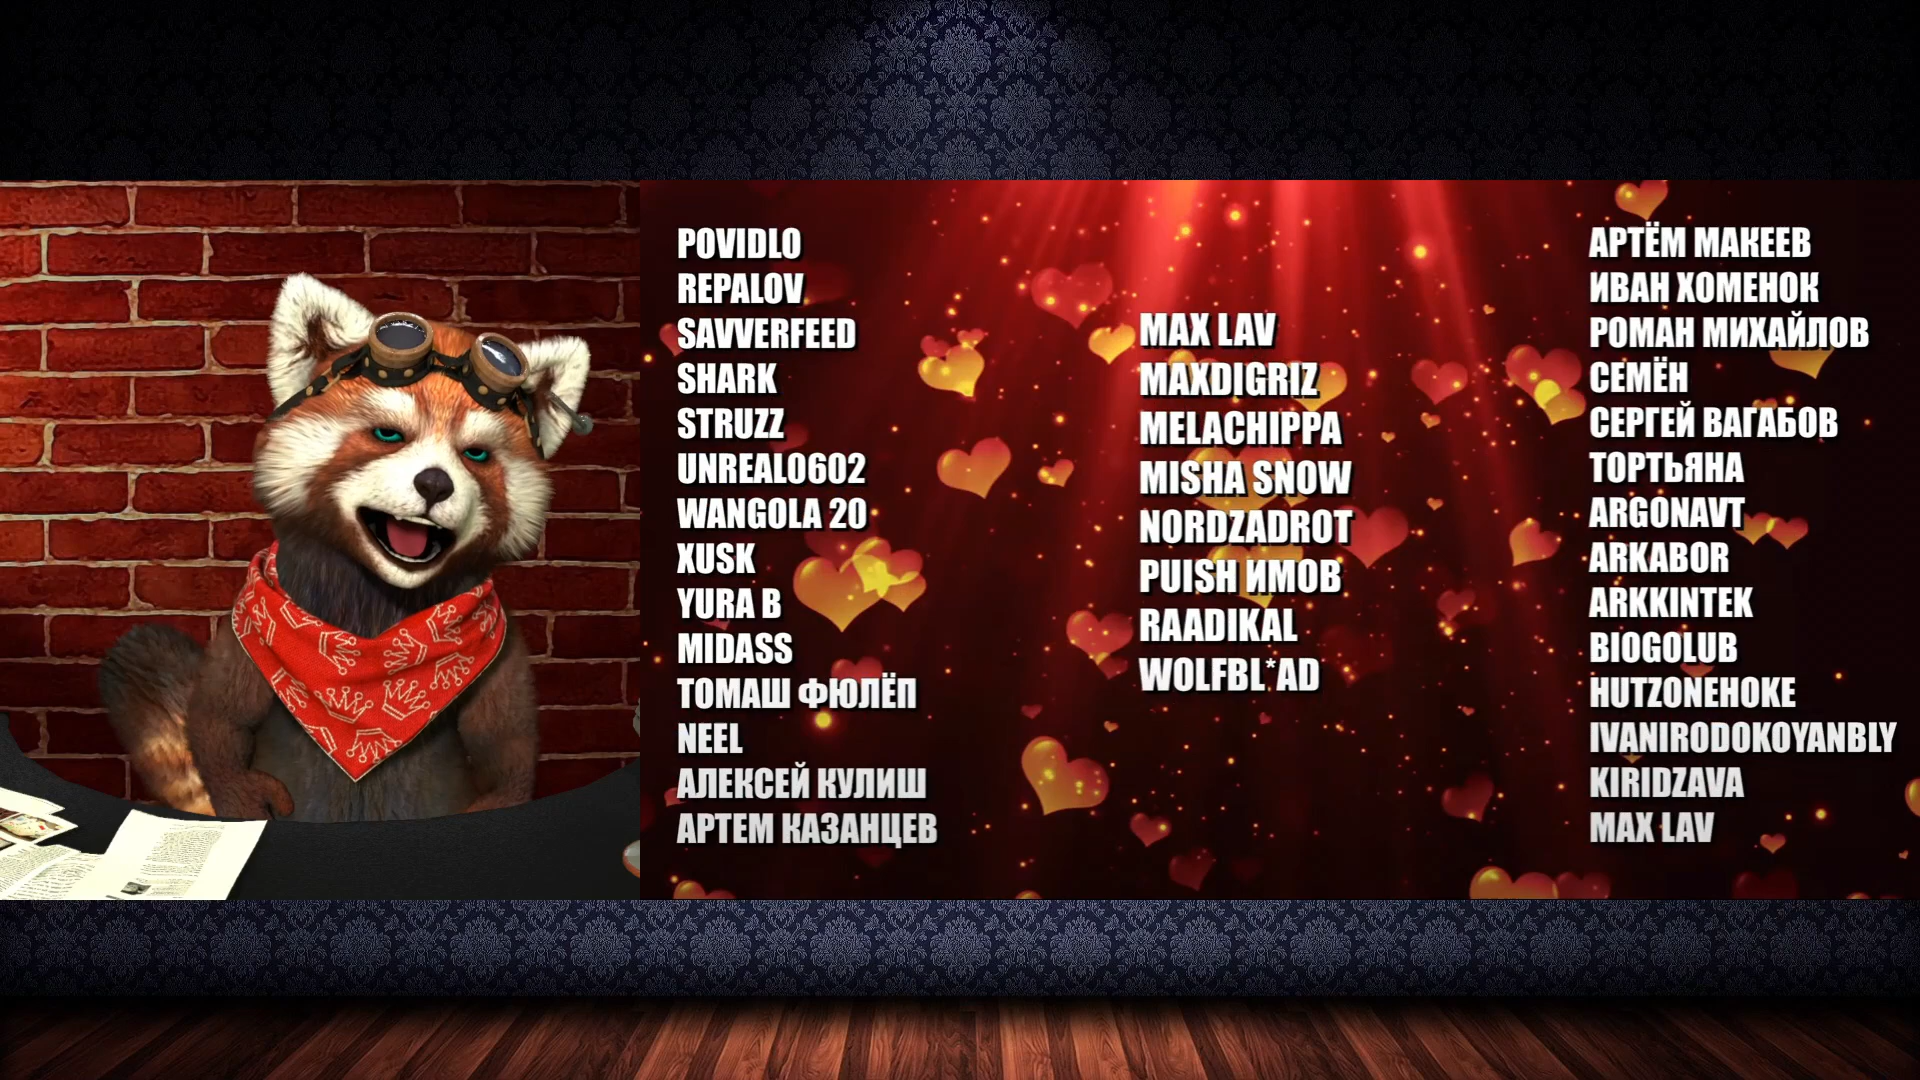 POVIDLO
REPALOV
SAVVERFEED
SHARK
STRUZZ
UNREAL0602
WANGOLA 20
XUSK
YURA B
MIDASS
ТОМАШ ФЮЛЁП
NEEL
АЛЕКСЕЙ КУЛИШ
АРТЕМ КАЗАНЦЕВ
MAX LAV
MAXDIGRIZ
MELACHIPPA
MISHA SNOW
NORDZADROT
PUISH ИМОВ
RAADIKAL
WOLFBL*AD
АРТЁМ МАКЕЕВ
ИВАН ХОМЕНОК
РОМАН МИХАЙЛОВ
СЕМЁН
СЕРГЕЙ ВАГАБОВ
ТОРТЬЯНА
ARGONAVT
ARKABOR
ARKKINTEK
BIOGOLUB
HUTZONEHOKE
IVANIRODOKOYANBLY
KIRIDZAVA
MAX LAV